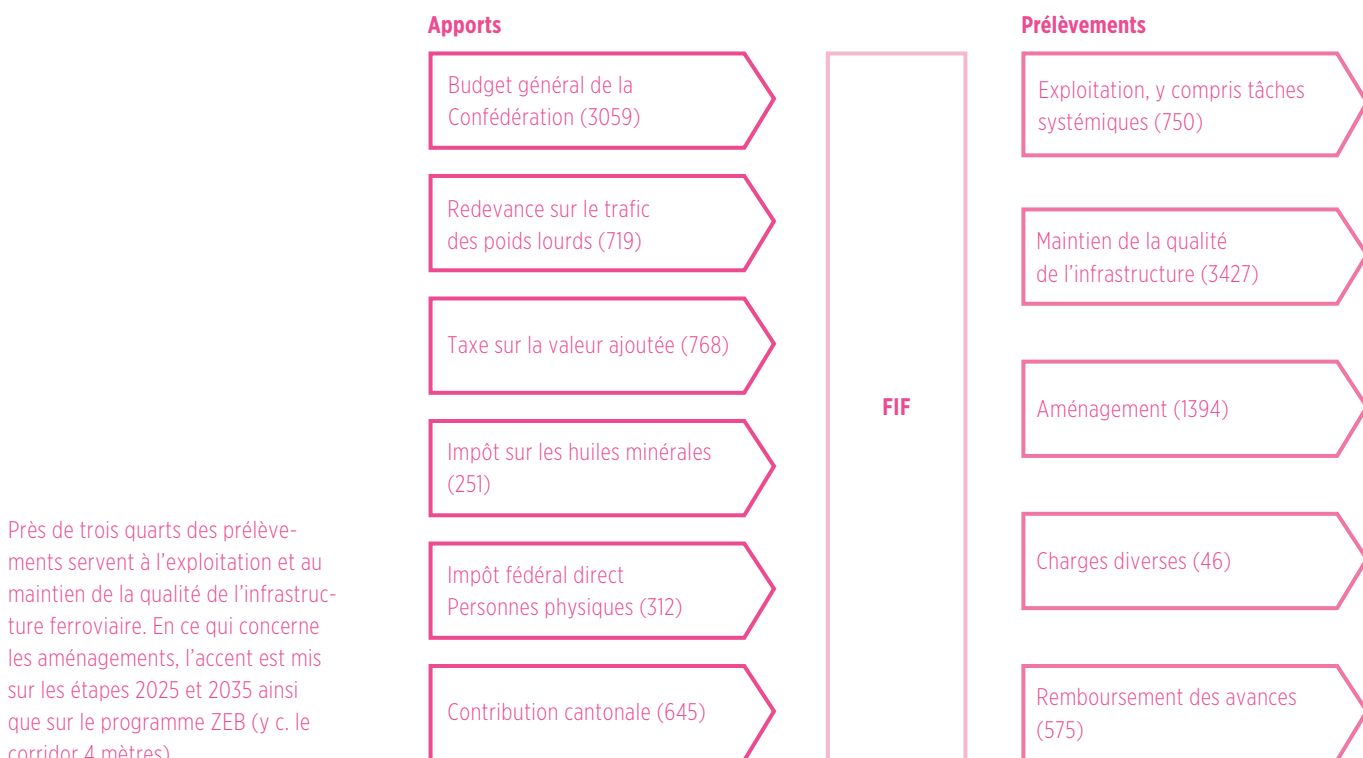 Apports
Budget général de la
Confédération (3059)
Redevance sur le trafic
des poids lourds (719)
Taxe sur la valeur ajoutée (768)
Impôt sur les huiles minérales
(251)
Impôt fédéral direct
Personnes physiques (312)
Contribution cantonale (645)
FIF
Prélèvements
Exploitation, y compris tâches
systémiques (750)
Maintien de la qualité
de l’infrastructure (3427)
Aménagement (1394)
Charges diverses (46)
Remboursement des avances
(575)
Près de trois quarts des prélève-
ments servent à l’exploitation et au
maintien de la qualité de l’infrastruc-
ture ferroviaire. En ce qui concerne
les aménagements, l’accent est mis
sur les étapes 2025 et 2035 ainsi
que sur le programme ZEB (y c. le
corridor 4 mètres)